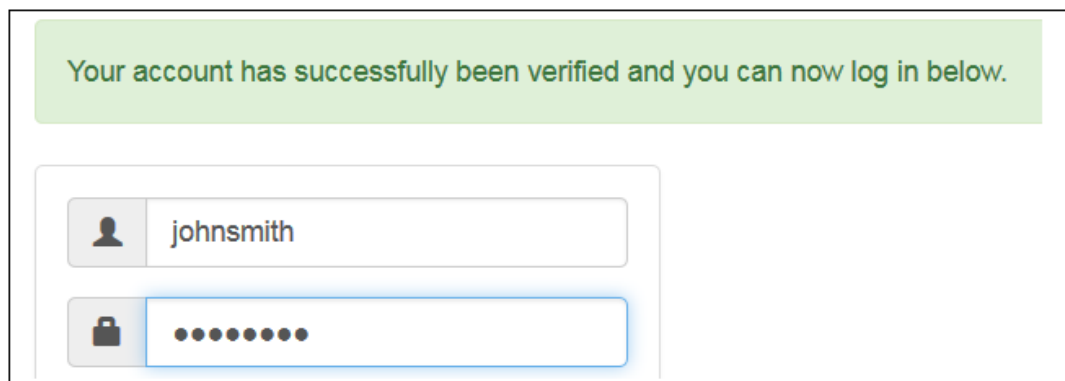 Your account has successfully been verified and you can now log in below.
johnsmith
●●●●●●●●